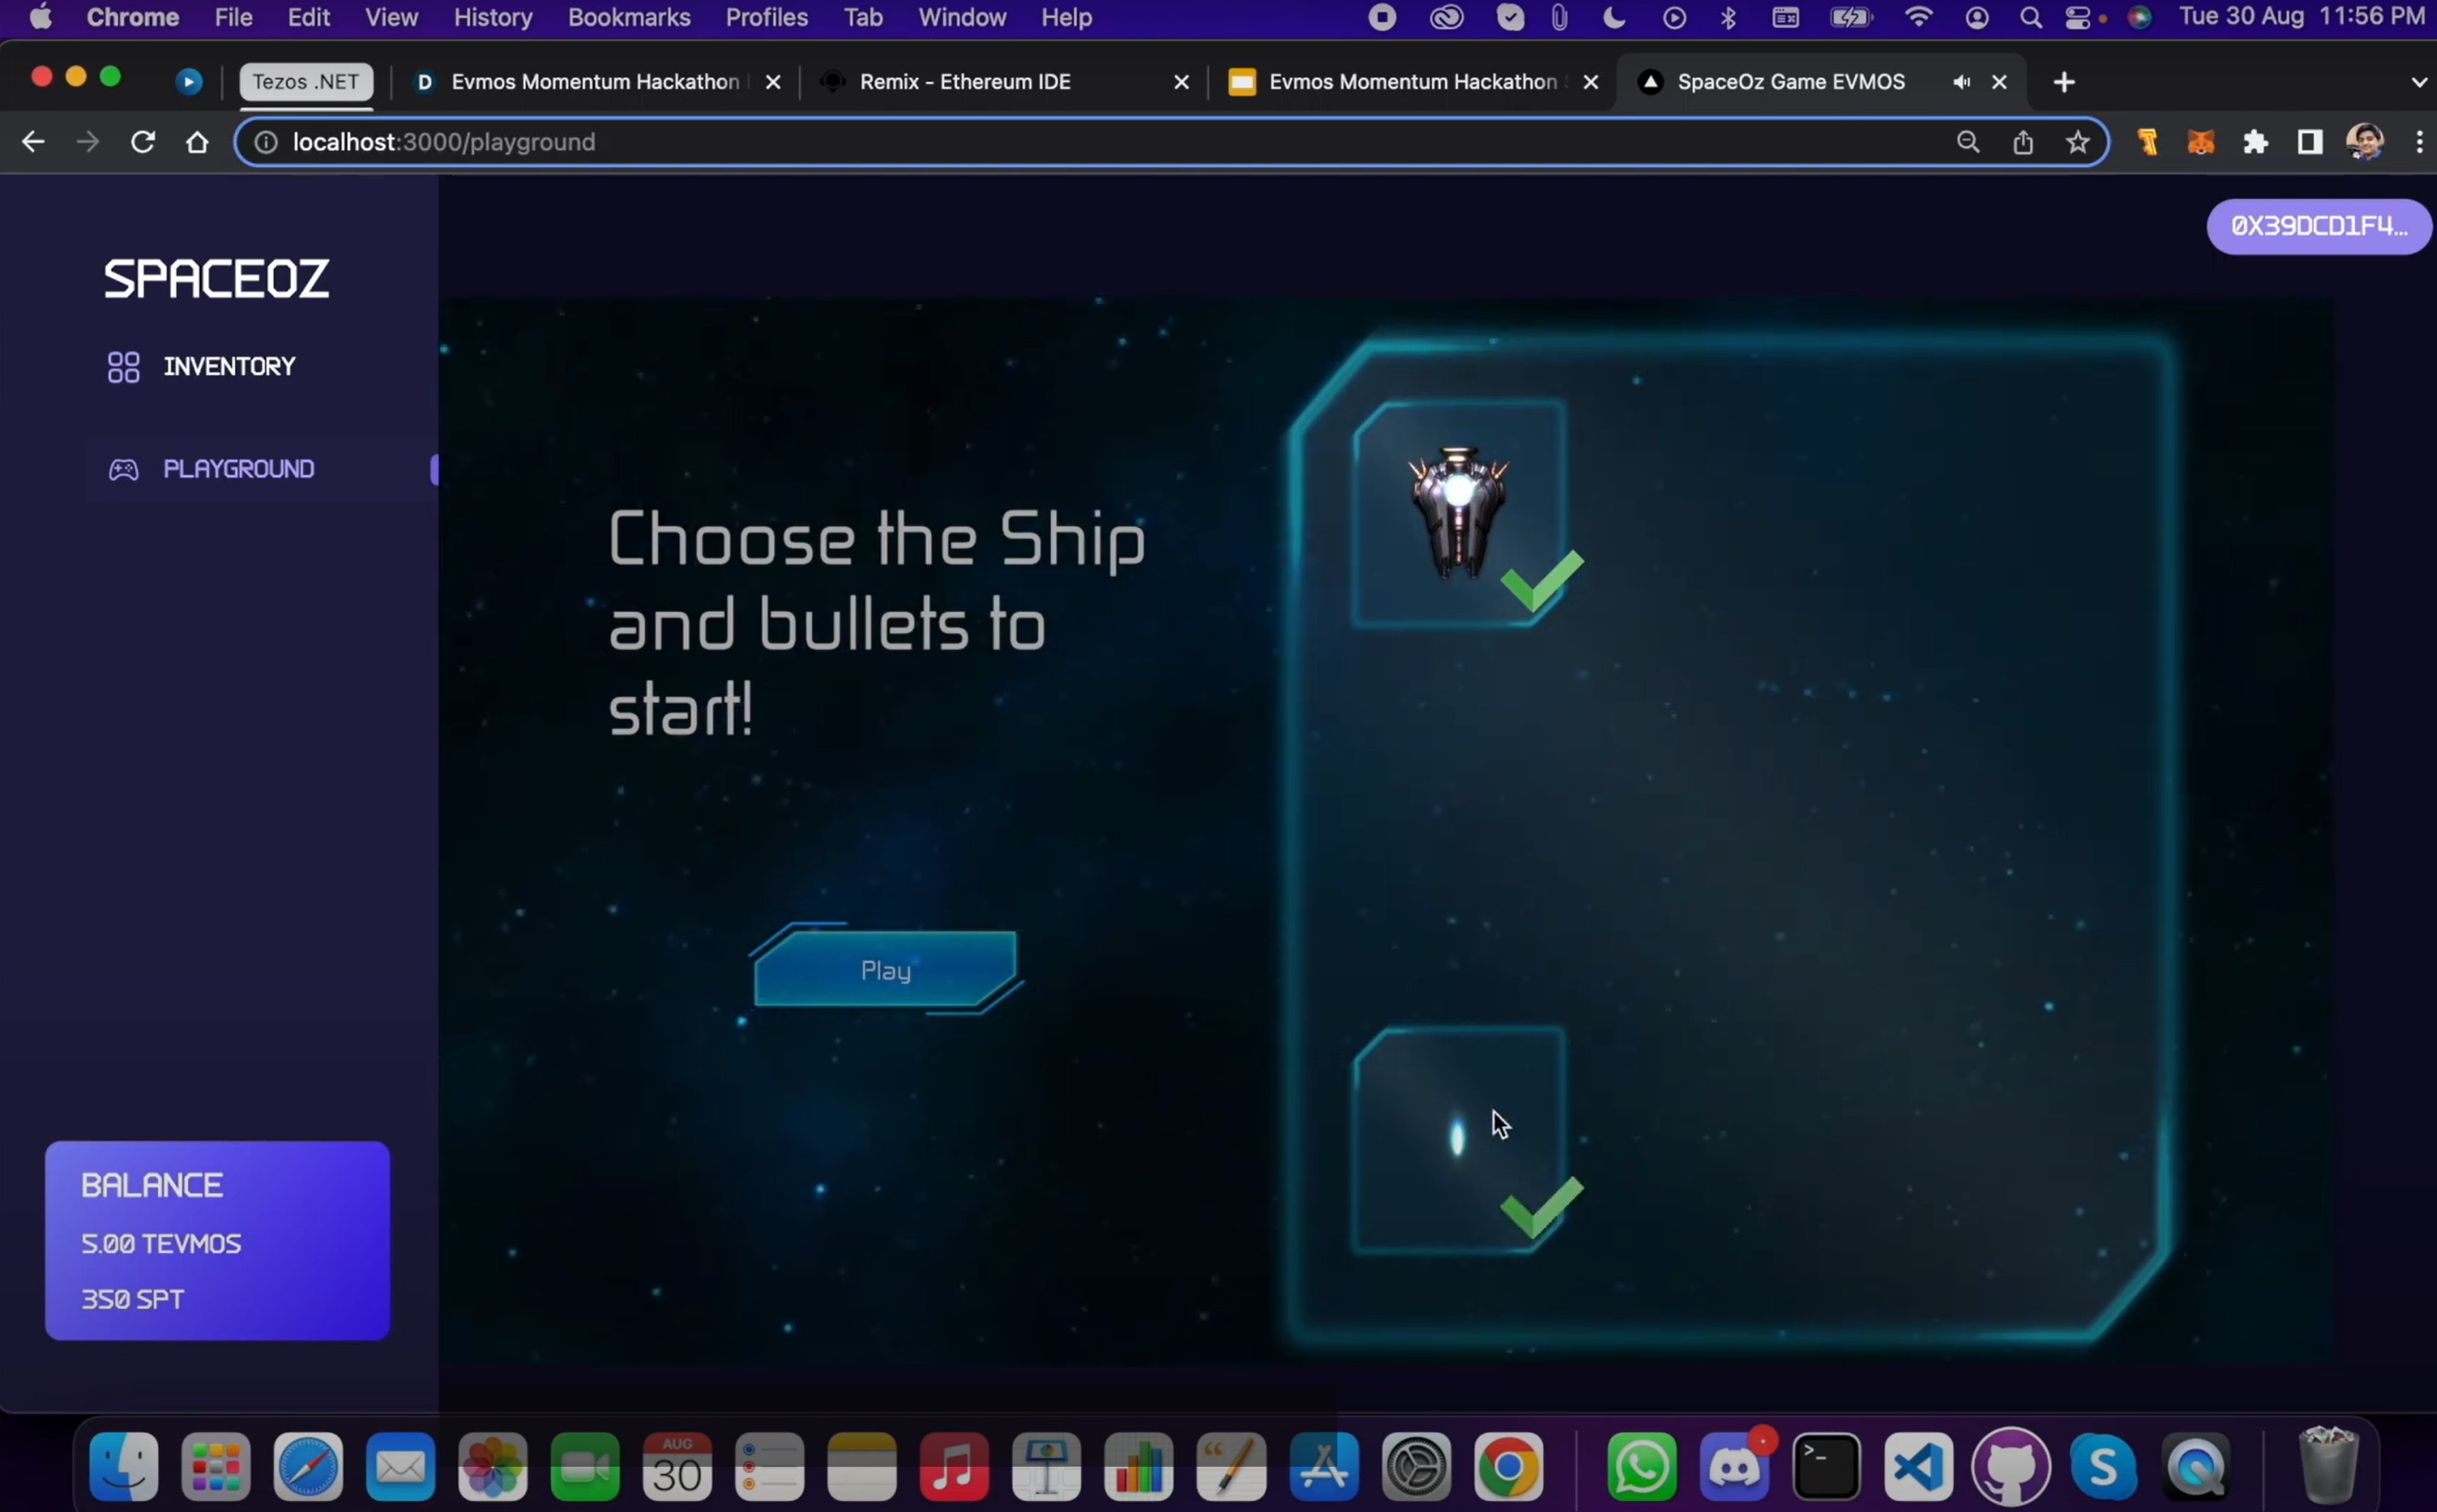 Chrome File Edit View History Bookmarks Profiles Tab Window Help Tue 30 Aug 11:56 PM
Tezos .NET Evmos Momentum Hackathon Remix - Ethereum IDE Evmos Momentum Hackathon SpaceOz Game EVMOS
localhost:3000/playground
0X39DCD1F4...
SPACEOZ
INVENTORY
PLAYGROUND
Choose the Ship
and bullets to
start!
Play
BALANCE
5.00 TEVMOS
350 SPT
AUG
30